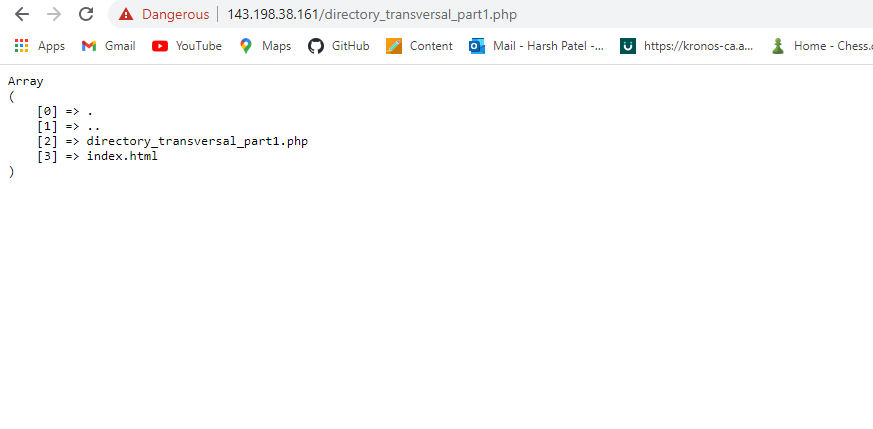 Dangerous 143.198.38.161/directory_transversal_part1.php
Apps Gmail YouTube Maps GitHub Content Mail - Harsh Patel -... https://kronos-ca.a... Home - Chess.c
Array
(
[0] => .
[1] => ..
[2] => directory_transversal_part1.php
[3] => index.html
)